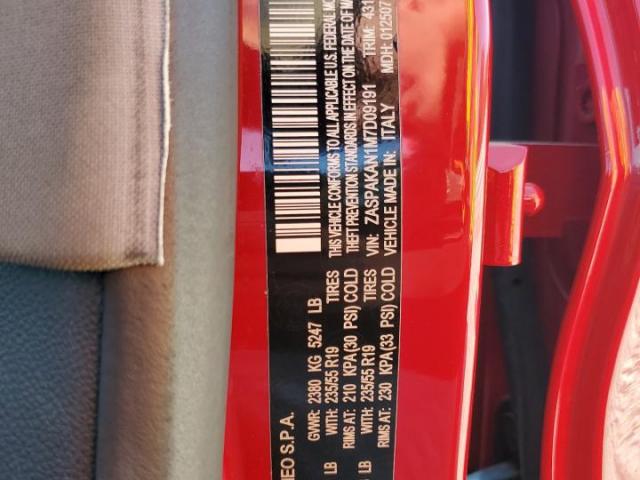 MEO S.P.A.
GVWR: 2380 KG 5247 LB
LB WITH: 235/55 R19 TIRES
RIMS AT: 210 KPA(30 PSI) COLD
LB WITH: 235/55 R19 TIRES
RIMS AT: 230 KPA(33 PSI) COLD
THIS VEHICLE CONFORMS TO ALL APPLICABLE U.S. FEDERAL MO
THEFT PREVENTION STANDARDS IN EFFECT ON THE DATE OF MA
VIN: ZASPAKAN1M7D09191 TRIM: 431
VEHICLE MADE IN: ITALY MDH: 012507